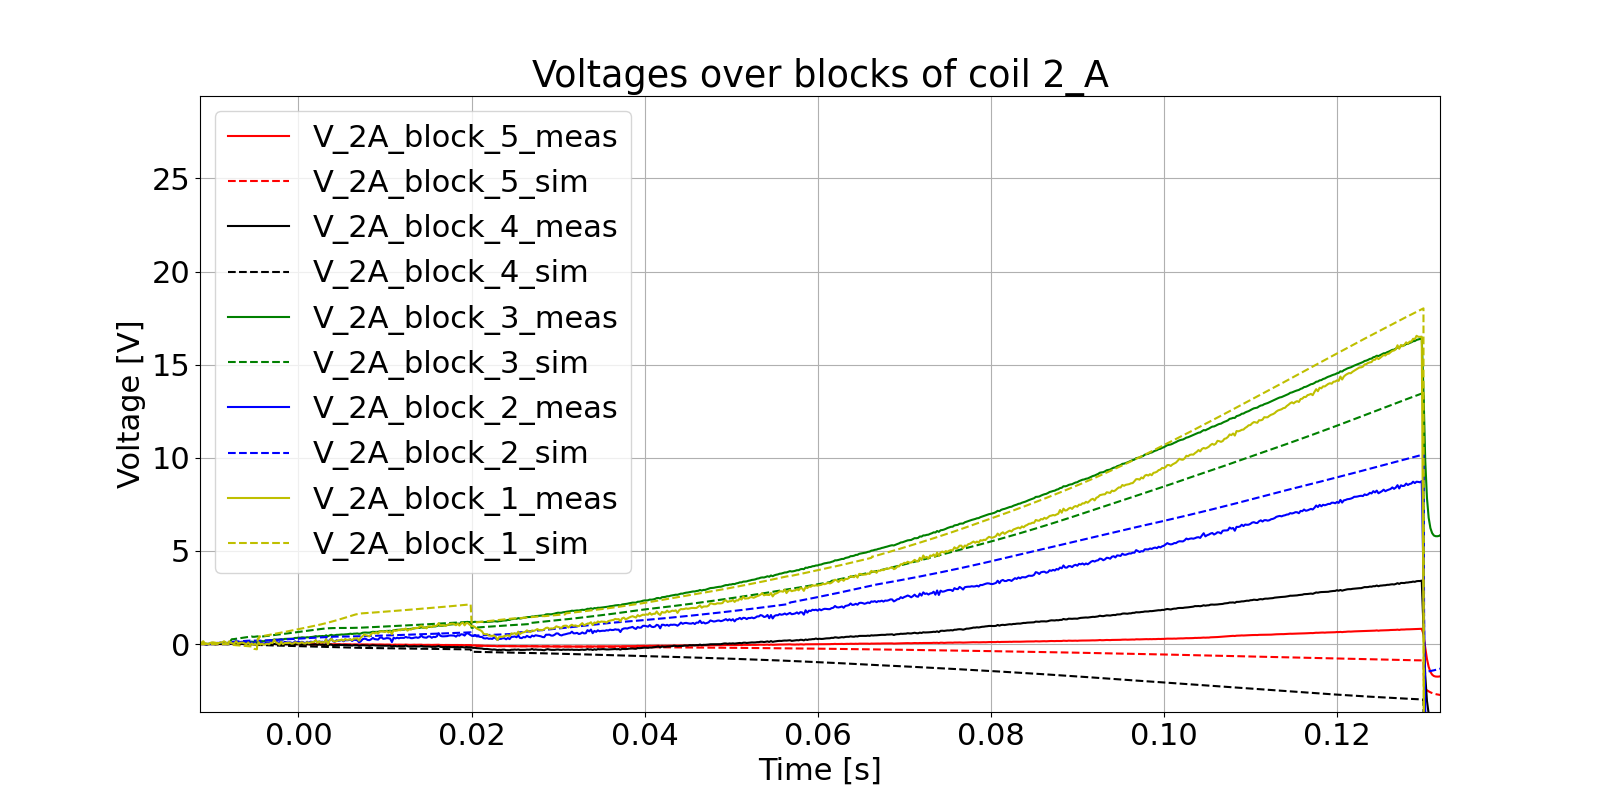 Voltages over blocks of coil 2_A
V_2A_block_5_meas
V_2A_block_5_sim
V_2A_block_4_meas
V_2A_block_4_sim
V_2A_block_3_meas
V_2A_block_3_sim
V_2A_block_2_meas
V_2A_block_2_sim
V_2A_block_1_meas
V_2A_block_1_sim
Voltage [V]
25
20
15
10
5
0
0.00 0.02 0.04 0.06 0.08 0.10 0.12
Time [s]